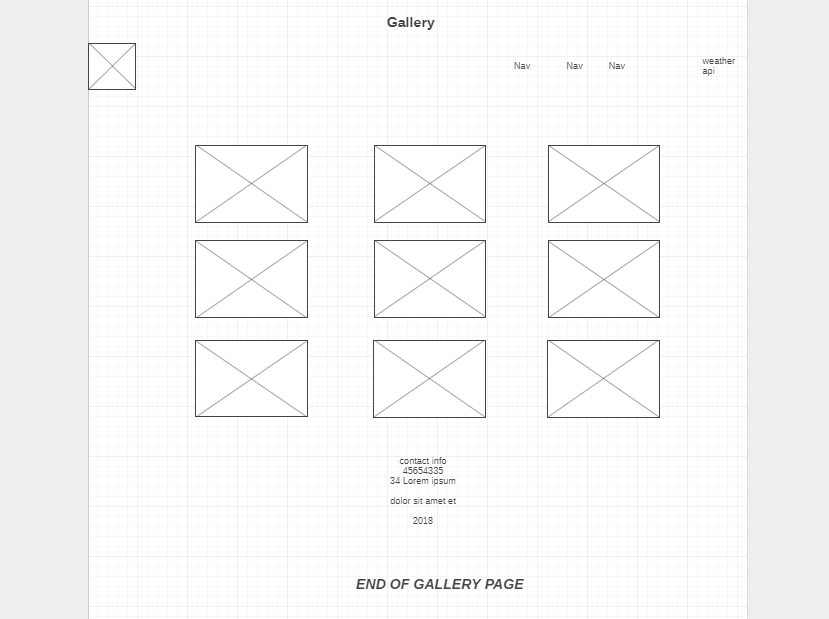 Gallery
Nav Nav Nav
weather
api
contact info
45654335
34 Lorem ipsum
dolor sit amet et
2018
END OF GALLERY PAGE